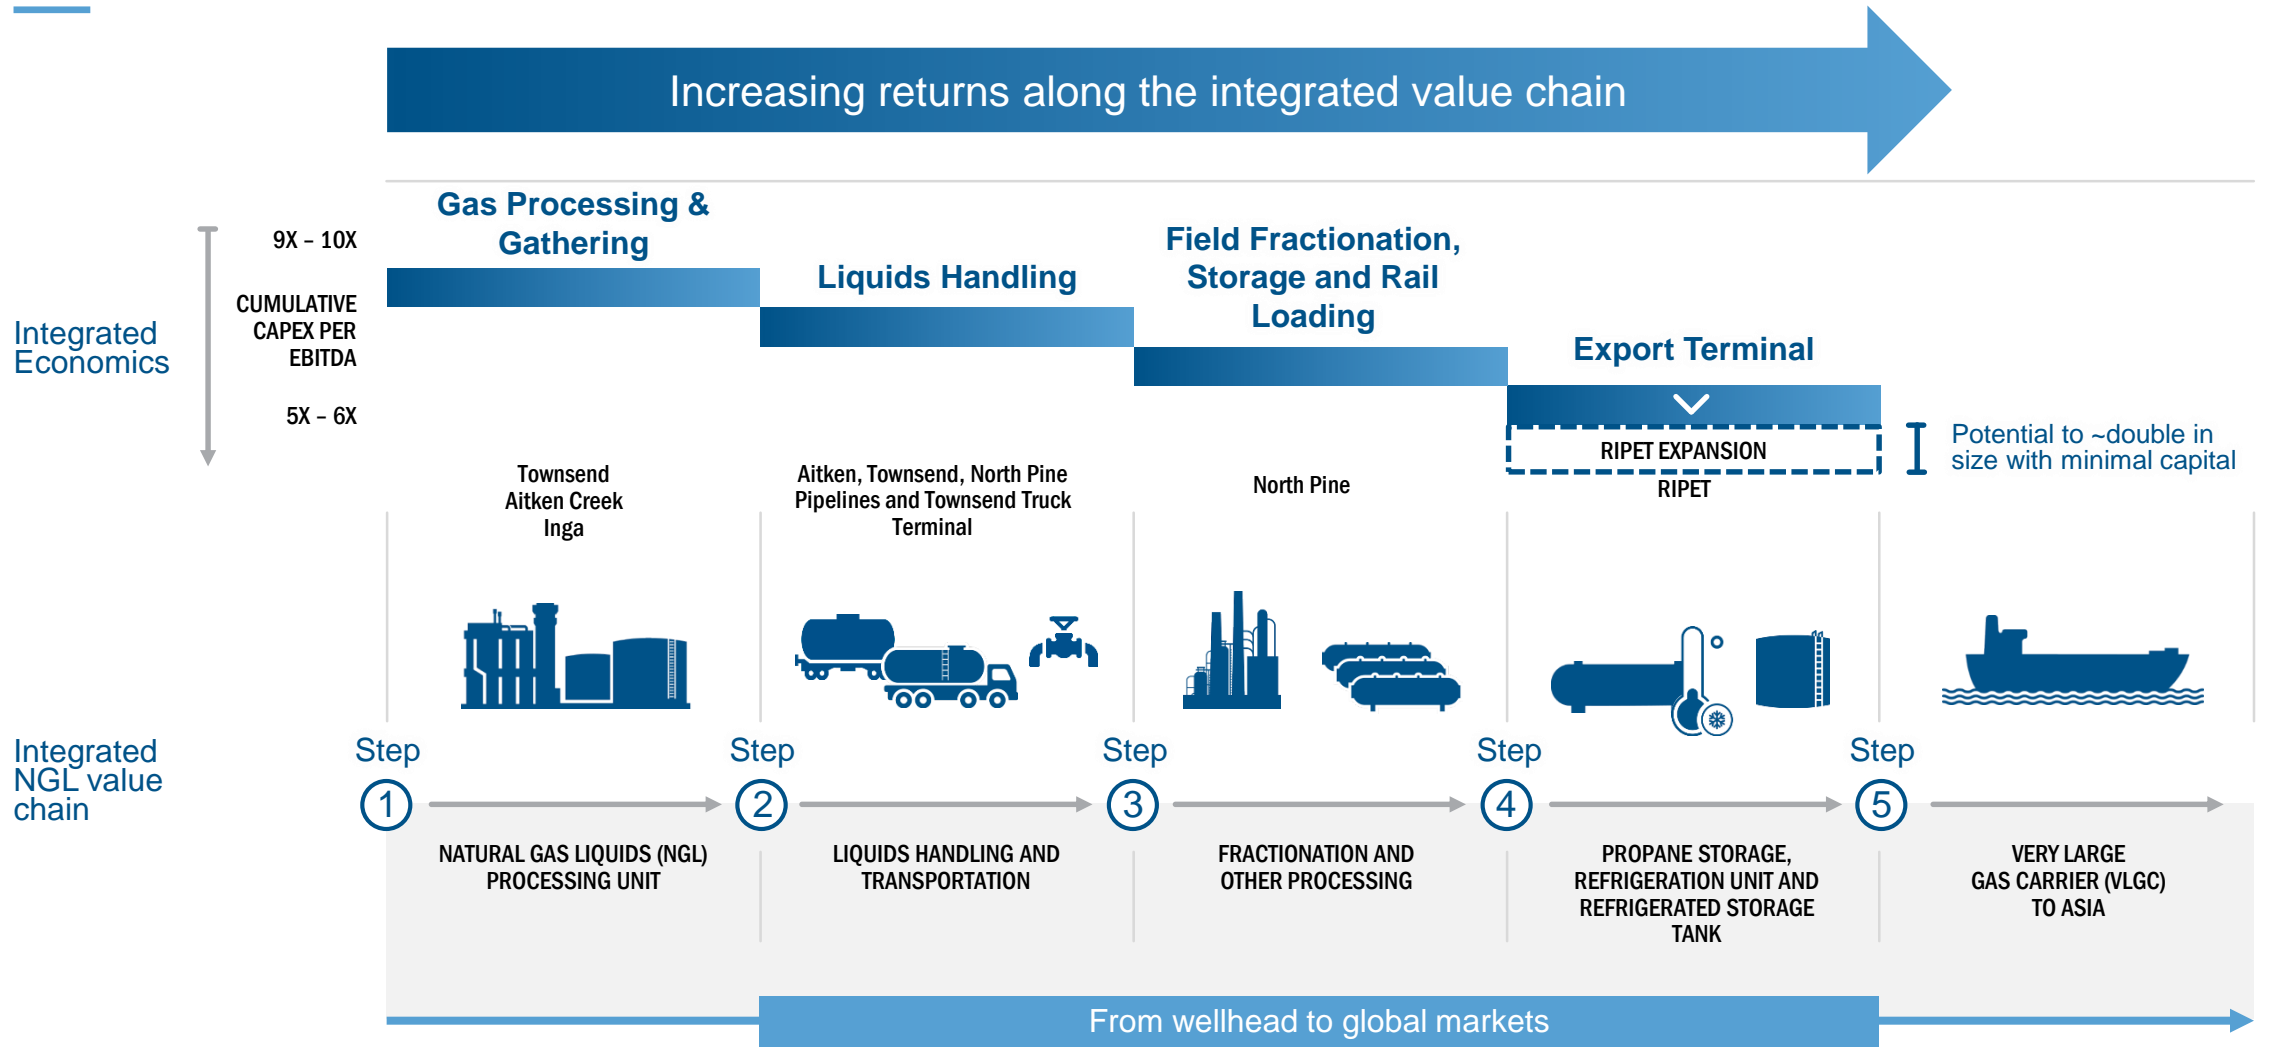 Increasing returns along the integrated value chain
Integrated
Economics
9X – 10X
CUMULATIVE
CAPEX PER
EBITDA
5X – 6X
Gas Processing &
Gathering
Liquids Handling
Field Fractionation,
Storage and Rail
Loading
Export Terminal
RIPET EXPANSION
Potential to ~double in
size with minimal capital
Townsend
Aitken Creek
Inga
Aitken, Townsend, North Pine
Pipelines and Townsend Truck
Terminal
North Pine
RIPET
Integrated
NGL value
chain
Step
1
Step
2
Step
3
Step
4
Step
5
NATURAL GAS LIQUIDS (NGL)
PROCESSING UNIT
LIQUIDS HANDLING AND
TRANSPORTATION
FRACTIONATION AND
OTHER PROCESSING
PROPANE STORAGE,
REFRIGERATION UNIT AND
REFRIGERATED STORAGE
TANK
VERY LARGE
GAS CARRIER (VLGC)
TO ASIA
From wellhead to global markets